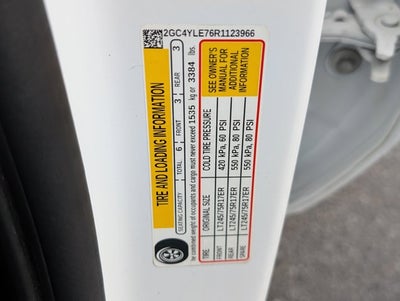 2GC4YLE76R1123966
TIRE AND LOADING INFORMATION
SEATING CAPACITY TOTAL 6 FRONT 3 REAR 3
The combined weight of occupants and cargo must never exceed 1535 kg or 3384 lbs.
TIRE ORIGINAL SIZE COLD TIRE PRESSURE
FRONT LT245/75R17ER 420 kPa, 60 PSI
REAR LT245/75R17ER 550 kPa, 80 PSI
SPARE LT245/75R17ER 550 kPa, 80 PSI
SEE OWNER'S
MANUAL FOR
ADDITIONAL
INFORMATION